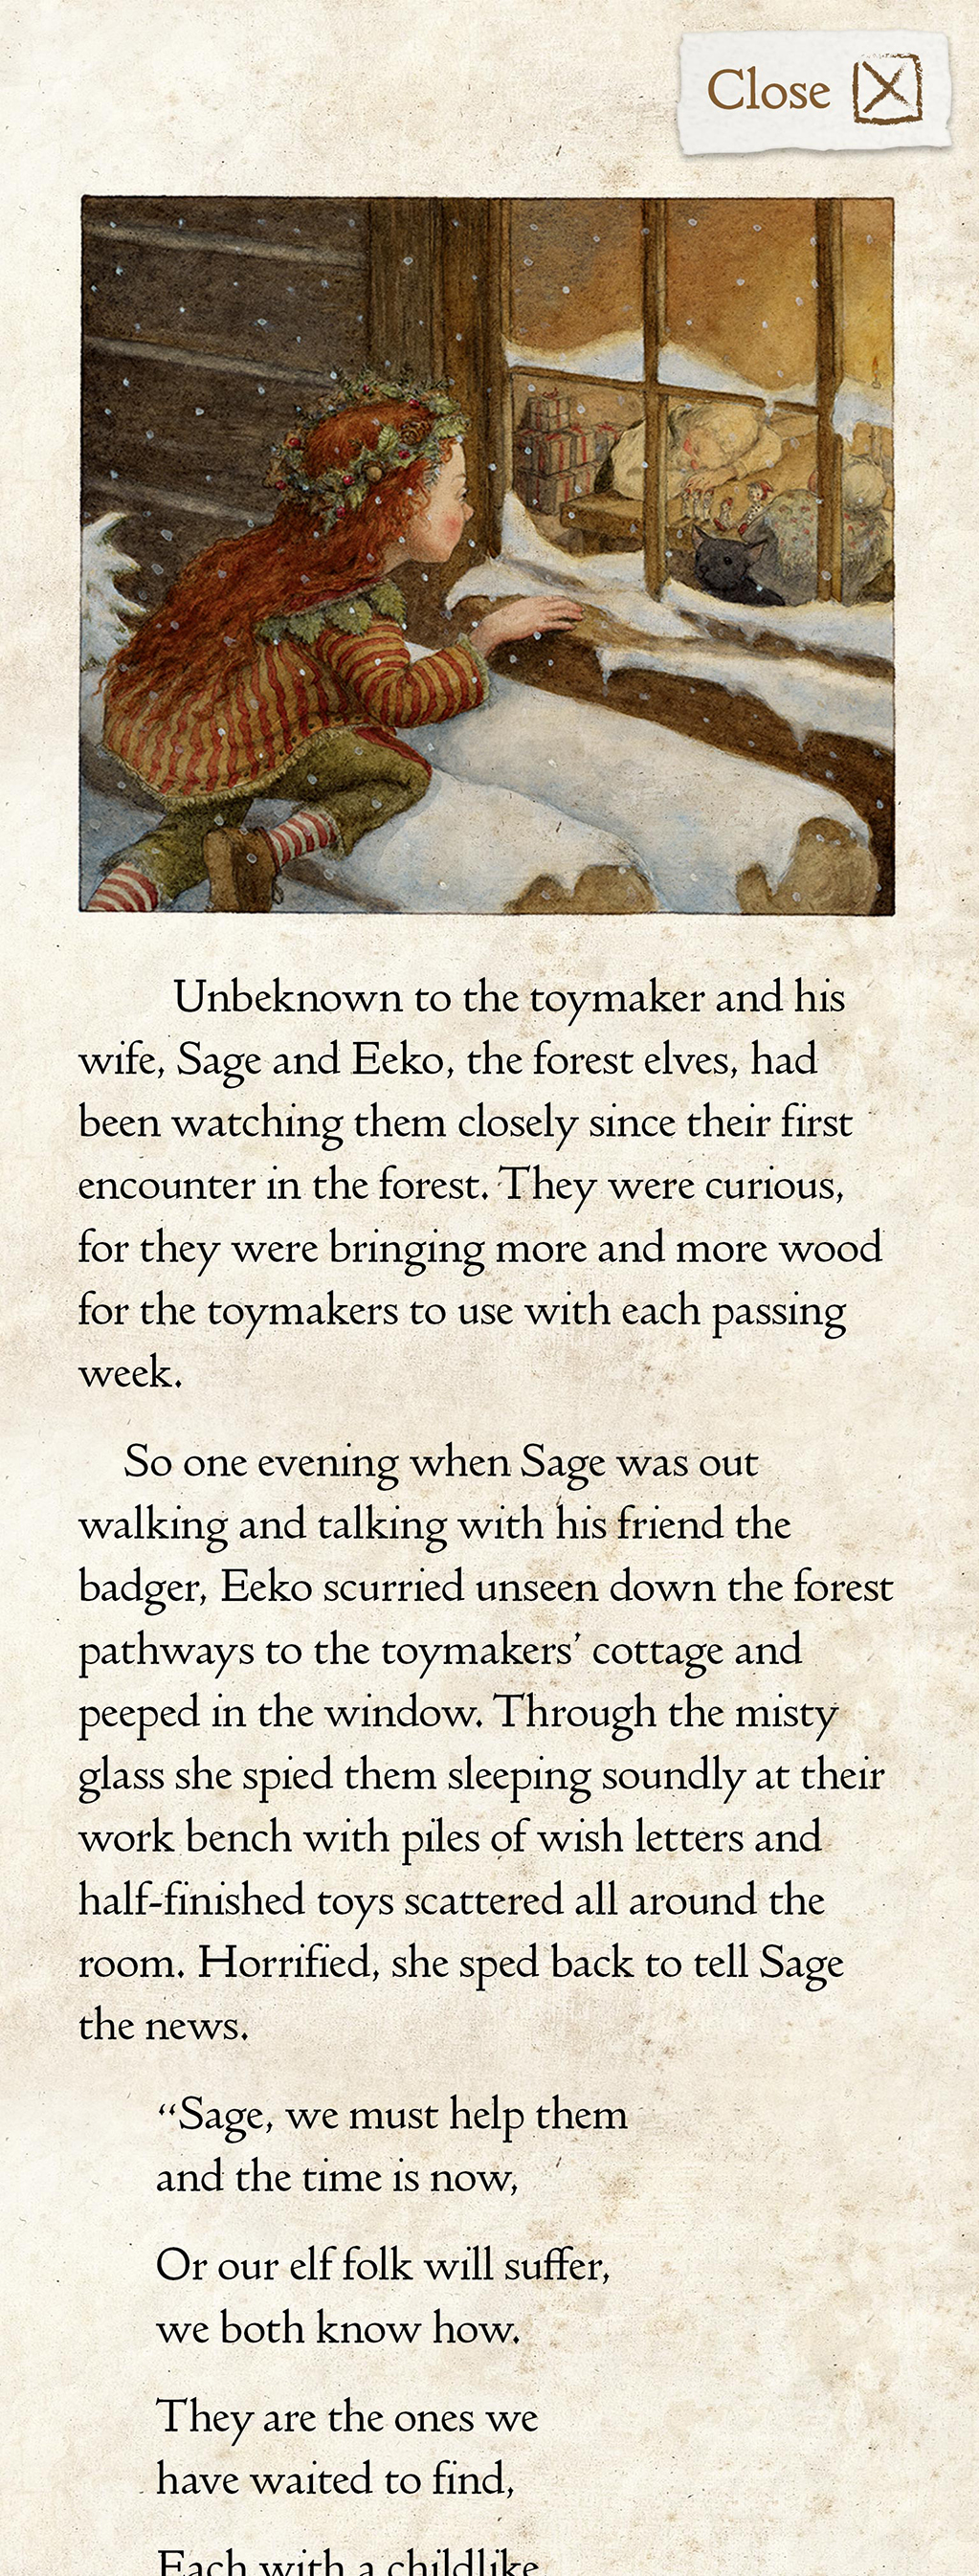 Close
Unbeknown to the toymaker and his
wife, Sage and Eeko, the forest elves, had
been watching them closely since their first
encounter in the forest. They were curious,
for they were bringing more and more wood
for the toymakers to use with each passing
week.
So one evening when Sage was out
walking and talking with his friend the
badger, Eeko scurried unseen down the forest
pathways to the toymakers’ cottage and
peeped in the window. Through the misty
glass she spied them sleeping soundly at their
work bench with piles of wish letters and
half-finished toys scattered all around the
room. Horrified, she sped back to tell Sage
the news.
“Sage, we must help them
and the time is now,
Or our elf folk will suffer,
we both know how.
They are the ones we
have waited to find,
Each with a childlike